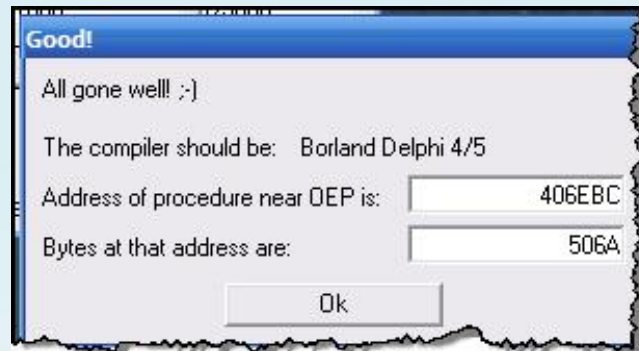 Good!
All gone well! ;-)
The compiler should be: Borland Delphi 4/5
Address of procedure near OEP is: 406EBC
Bytes at that address are: 506A
Ok